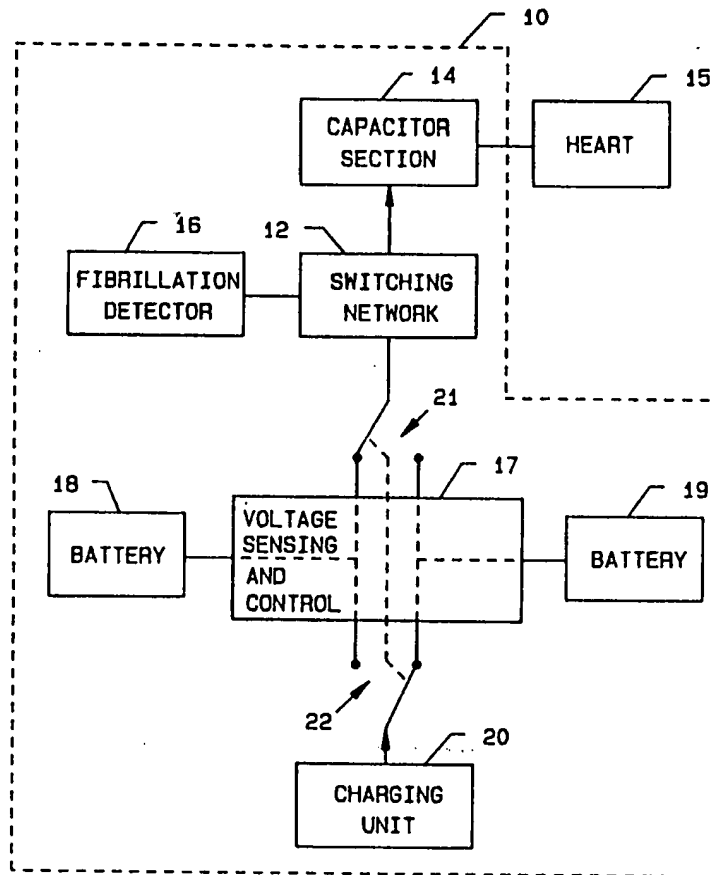 10
14
15
CAPACITOR
SECTION
HEART
16
12
FIBRILLATION
DETECTOR
SWITCHING
NETWORK
21
17
18
19
VOLTAGE
SENSING
AND
CONTROL
BATTERY
BATTERY
22
20
CHARGING
UNIT